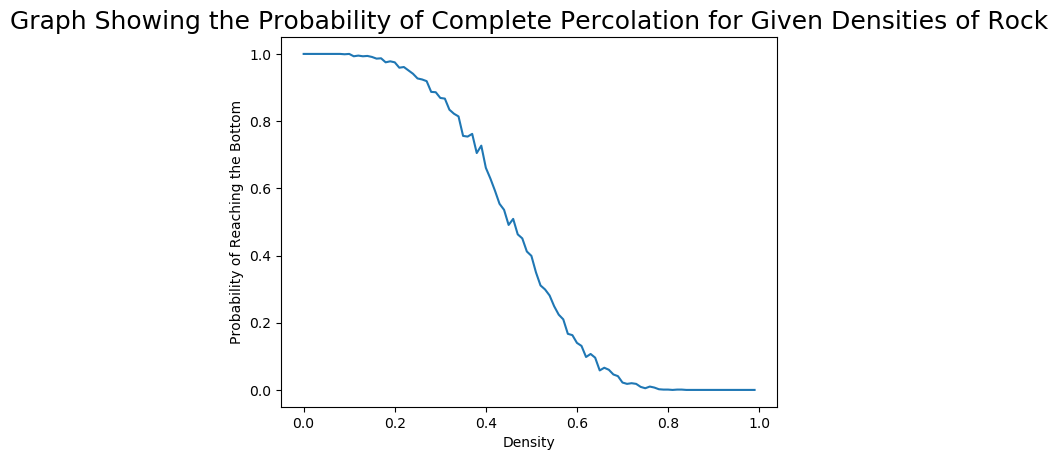 Graph Showing the Probability of Complete Percolation for Given Densities of Rock
1.0
0.8
0.6
0.4
0.2
0.0
Probability of Reaching the Bottom
0.0 0.2 0.4 0.6 0.8 1.0
Density